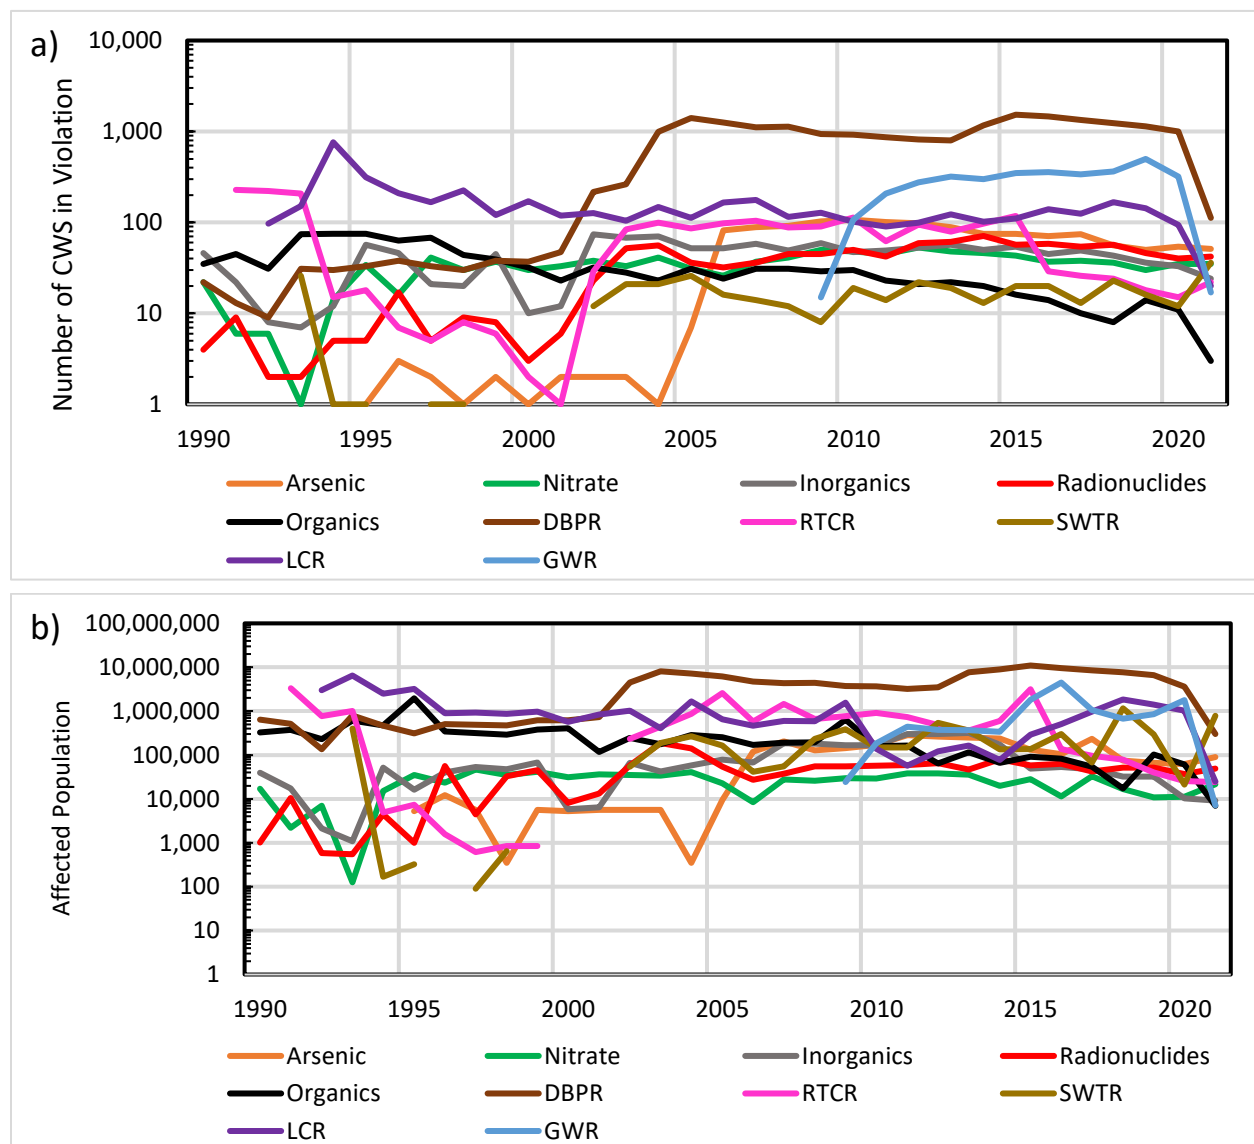 a)
Number of CWS in Violation
10,000
1,000
100
10
1
1990 1995 2000 2005 2010 2015 2020
Arsenic Nitrate Inorganics Radionuclides
Organics DBPR RTCR SWTR
LCR GWR
b)
Affected Population
100,000,000
10,000,000
1,000,000
100,000
10,000
1,000
100
10
1
1990 1995 2000 2005 2010 2015 2020
Arsenic Nitrate Inorganics Radionuclides
Organics DBPR RTCR SWTR
LCR GWR